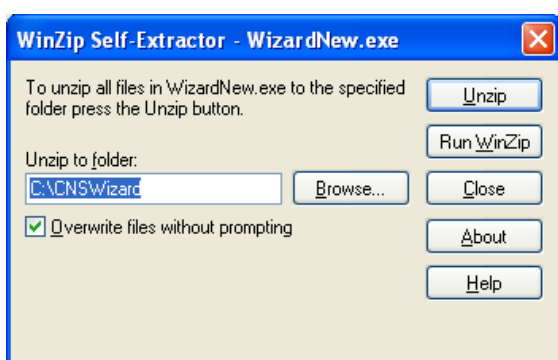 WinZip Self-Extractor - WizardNew.exe
To unzip all files in WizardNew.exe to the specified
folder press the Unzip button.
Unzip to folder:
C:\CNSWizard
Browse...
Overwrite files without prompting
Unzip
Run WinZip
Close
About
Help